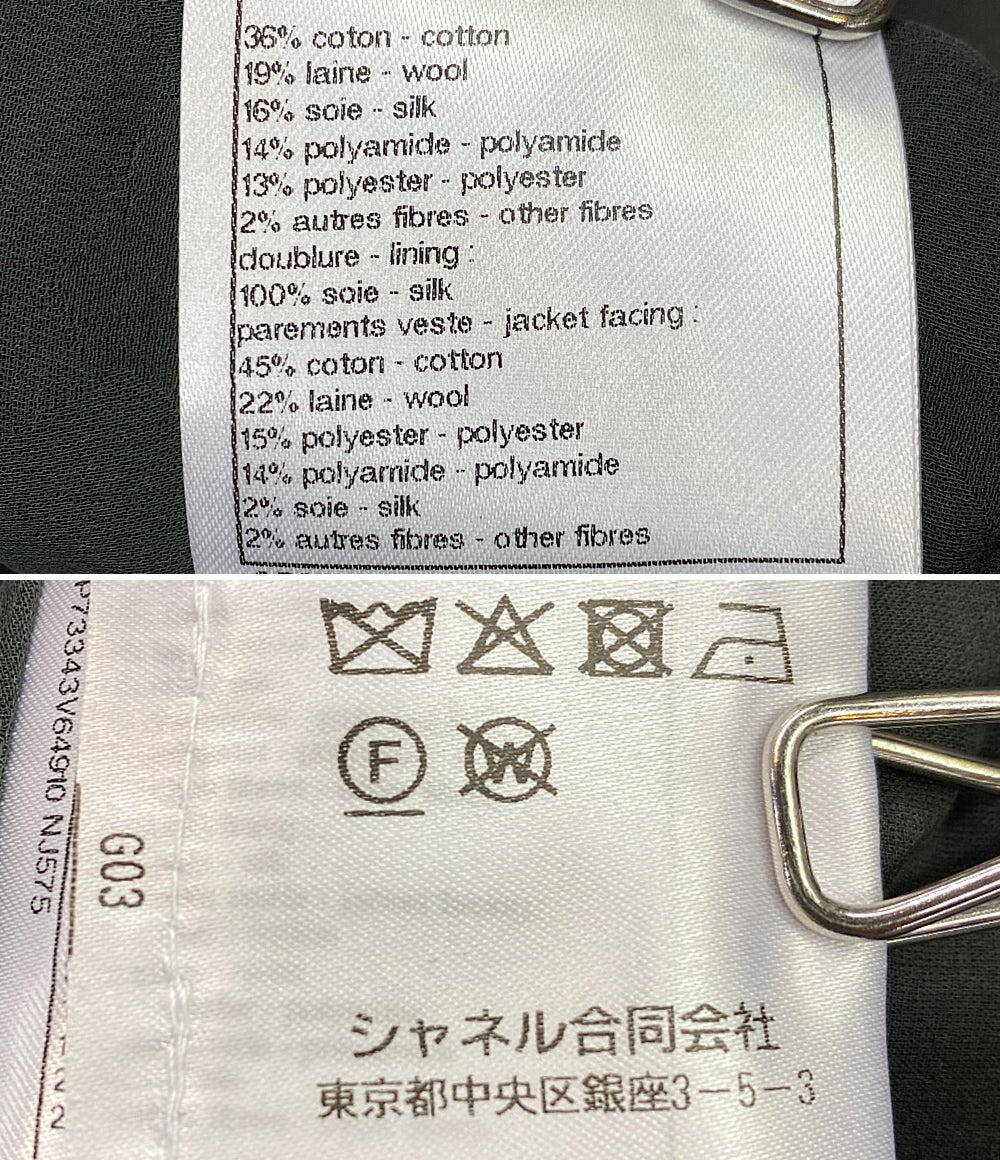 36% coton - cotton
19% laine - wool
16% soie - silk
14% polyamide - polyamide
13% polyester - polyester
2% autres fibres - other fibres
doublure - lining :
100% soie - silk
parements veste - jacket facing :
45% coton - cotton
22% laine - wool
15% polyester - polyester
14% polyamide - polyamide
2% soie - silk
2% autres fibres - other fibres
P73343V64910 NJ575
G03
F
W
シャネル合同会社
東京都中央区銀座3-5-3
2